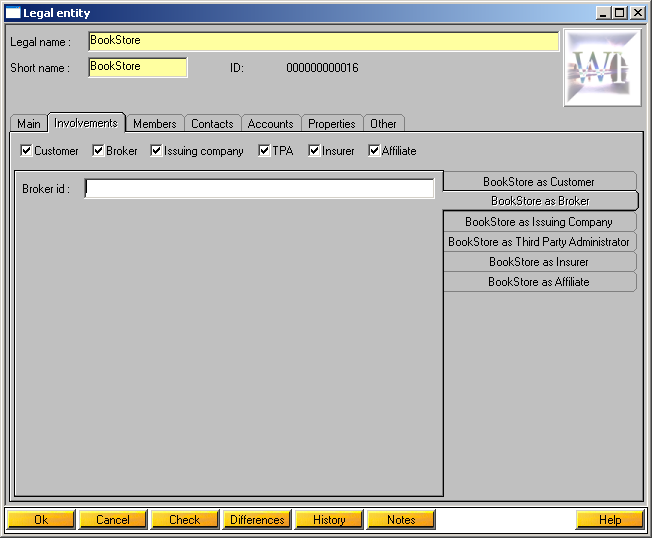 Legal entity
Legal name :
BookStore
Short name :
BookStore
ID:
000000000016
Main
Involvements
Members
Contacts
Accounts
Properties
Other
Customer
Broker
Issuing company
TPA
Insurer
Affiliate
Broker id :
BookStore as Customer
BookStore as Broker
BookStore as Issuing Company
BookStore as Third Party Administrator
BookStore as Insurer
BookStore as Affiliate
Ok
Cancel
Check
Differences
History
Notes
Help